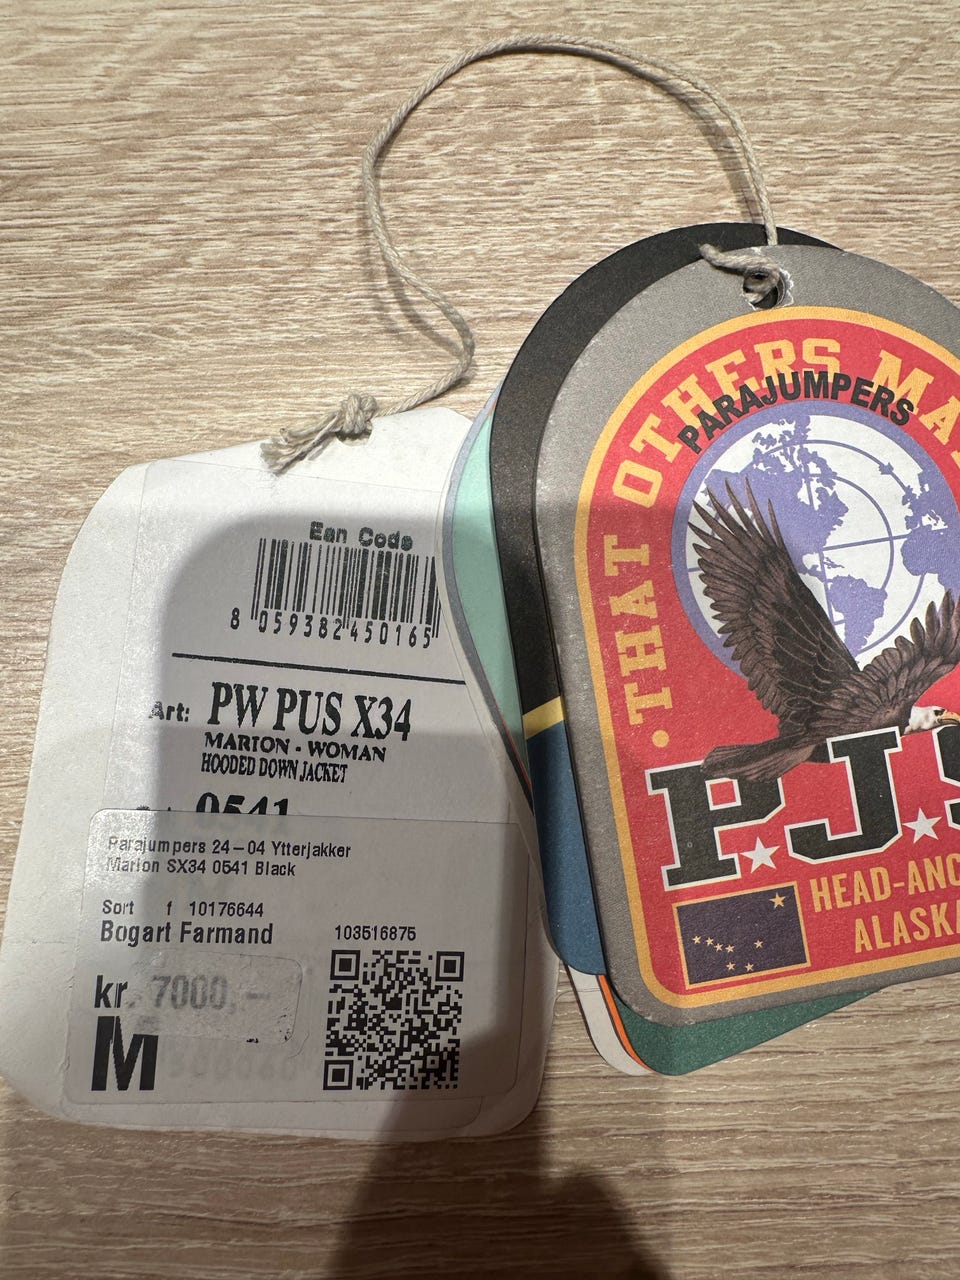 Ean Code
8 059382 450165
Art: PW PUS X34
MARION - WOMAN
HOODED DOWN JACKET
0541
Parajumpers 24-04 Ytterjakker
Marion SX34 0541 Black
Sort f 10176644
Bogart Farmand
103516875
kr. 7000,-
M
• THAT OTHERS MA
PARAJUMPERS
P.J.S
HEAD-ANC
ALASKA